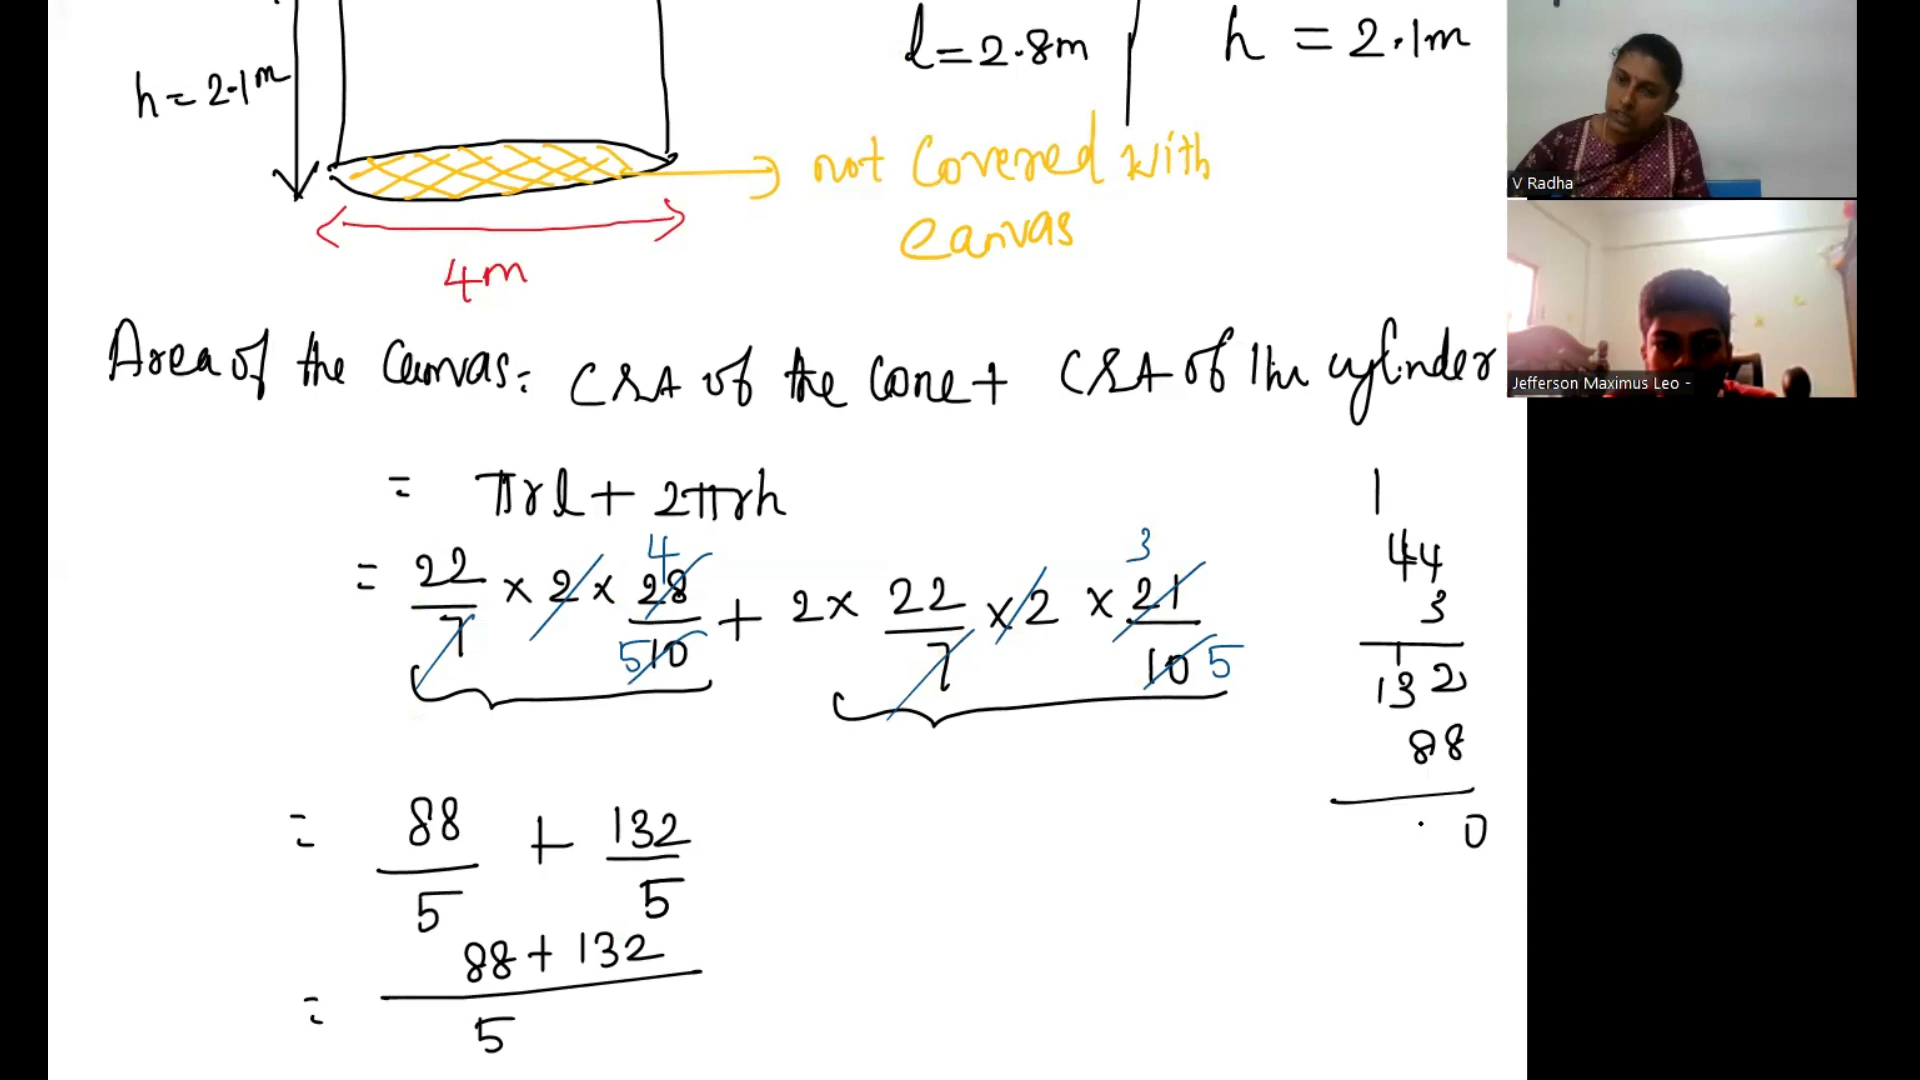 l = 2.8m
h = 2.1m
h = 2.1m
not Covered with
Canvas
4m
V Radha
Jefferson Maximus Leo -
Area of the Canvas = CSA of the Cone + CSA of the cylinder
= πrl + 2πrh
4 3
= 22/7 × 2 × 28/10 + 2 × 22/7 × 2 × 21/10
5 5
= 88/5 + 132/5
= 88 + 132 / 5
1
44
3
1
132
88
0